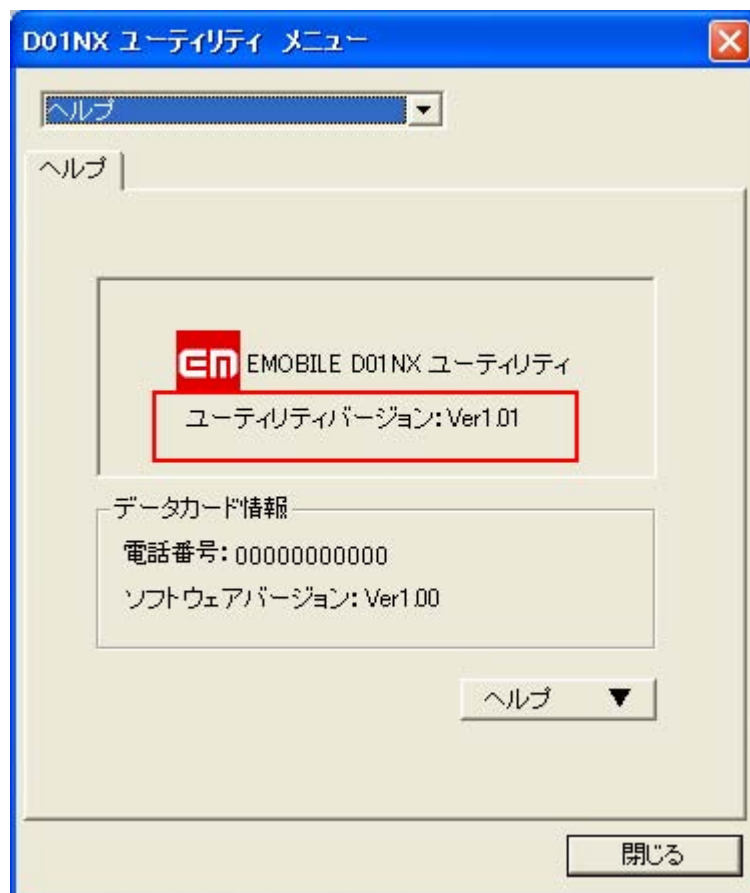 D01NX ユーティリティ メニュー
ヘルプ
ヘルプ
EM EMOBILE D01NX ユーティリティ
ユーティリティバージョン:Ver1.01
データカード情報
電話番号:00000000000
ソフトウェアバージョン:Ver1.00
ヘルプ ▼
閉じる